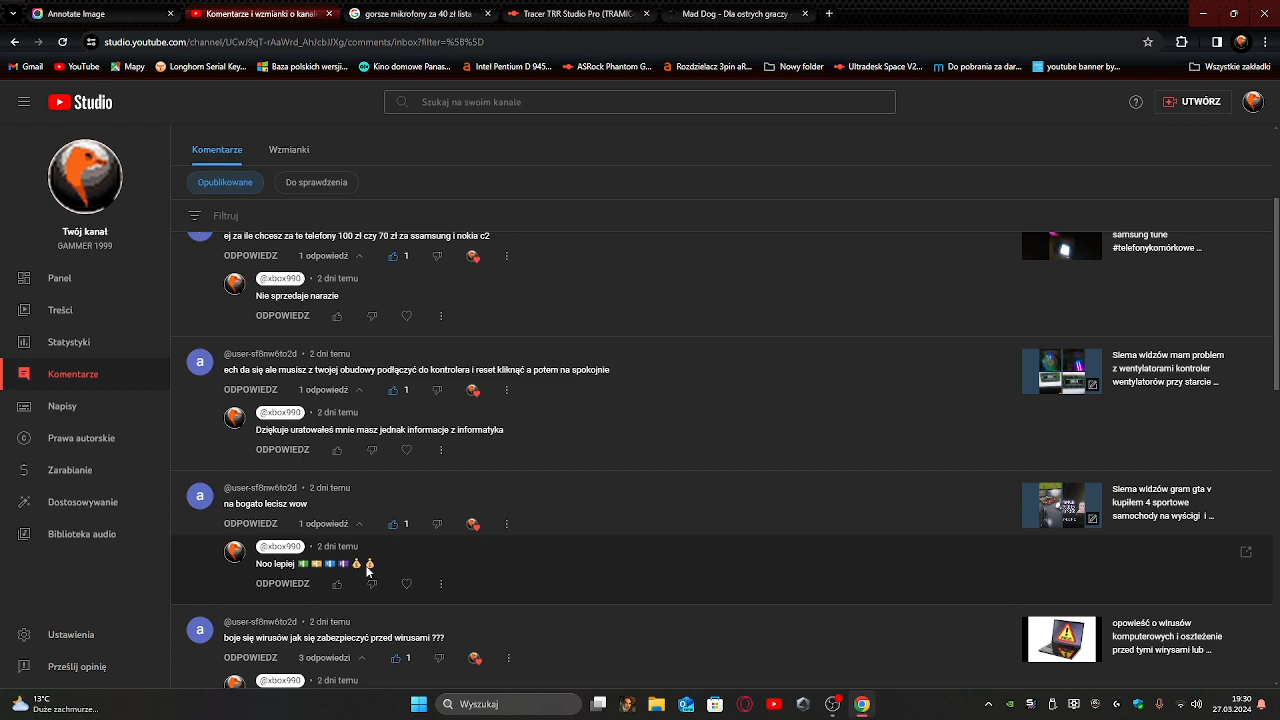 Annotate Image
Komentarze i wzmianki o kanale
gorsze mikrofony za 40 zł lista
Tracer TRR Studio Pro (TRAMIC
Mad Dog – Dla ostrych graczy -
studio.youtube.com/channel/UCwJ9qT-rAaWrd_AhJcbJJXg/comments/inbox?filter=%5B%5D
Gmail
YouTube
Mapy
Longhorn Serial Key...
Baza polskich wersji...
Kino domowe Panas...
Intel Pentium D 945...
ASRock Phantom G...
Rozdzielacz 3pin aR...
Nowy folder
Ultradesk Space V2...
Do pobrania za dar...
youtube banner by...
Wszystkie zakładki
Studio
Szukaj na swoim kanale
UTWÓRZ
Twój kanał
GAMMER 1999
Panel
Treści
Statystyki
Komentarze
Napisy
Prawa autorskie
Zarabianie
Dostosowywanie
Biblioteka audio
Ustawienia
Prześlij opinię
Komentarze
Wzmianki
Opublikowane
Do sprawdzenia
Filtruj
ej za ile chcesz za te telefony 100 zł czy 70 zł za ssamsung i nokia c2
ODPOWIEDZ 1 odpowiedź 1
samsung tune
#telefonykomórkowe ...
@xbox990 • 2 dni temu
Nie sprzedaje narazie
ODPOWIEDZ
a @user-sf8nw6to2d • 2 dni temu
ech da się ale musisz z twojej obudowy podłączyć do kontrolera i reset kliknąć a potem na spokojnie
ODPOWIEDZ 1 odpowiedź 1
Siema widzów mam problem
z wentylatorami kontroler
wentylatorów przy stárcie ...
@xbox990 • 2 dni temu
Dziękuje uratowałeś mnie masz jednak informacje z informatyka
ODPOWIEDZ
a @user-sf8nw6to2d • 2 dni temu
na bogato lecisz wow
ODPOWIEDZ 1 odpowiedź 1
Siema widzów gram gta v
kupiłem 4 sportowe
samochody na wyścigi i ...
@xbox990 • 2 dni temu
Noo lepiej 💵💴💶💷💰💰
ODPOWIEDZ
a @user-sf8nw6to2d • 2 dni temu
boje się wirusów jak się zabezpieczyć przed wirusami ???
ODPOWIEDZ 3 odpowiedzi 1
opowieść o wirusów
komputerowych i oszteżenie
przed tymi wirysami lub ...
@xbox990 • 2 dni temu
13°C
Duże zachmurze...
Wyszukaj
19:30
27.03.2024